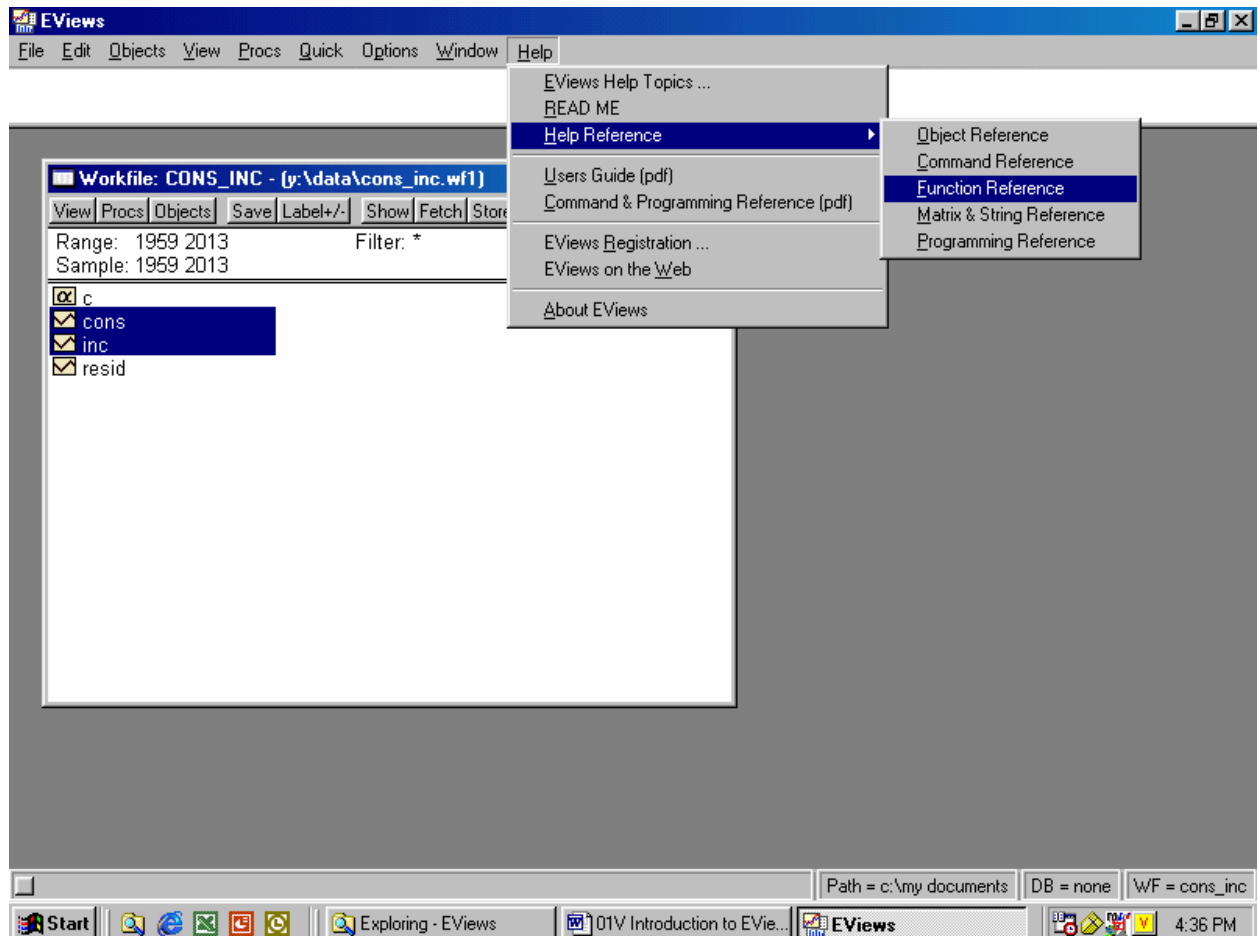 EViews
File Edit Objects View Procs Quick Options Window Help
EViews Help Topics ...
READ ME
Help Reference
Users Guide (pdf)
Command & Programming Reference (pdf)
EViews Registration ...
EViews on the Web
About EViews
Object Reference
Command Reference
Function Reference
Matrix & String Reference
Programming Reference
Workfile: CONS_INC - (y:\data\cons_inc.wf1)
View Procs Objects Save Label+/- Show Fetch Store
Range: 1959 2013 Filter: *
Sample: 1959 2013
α c
cons
inc
resid
Path = c:\my documents DB = none WF = cons_inc
Start Exploring - EViews 01V Introduction to EVie... EViews 4:36 PM